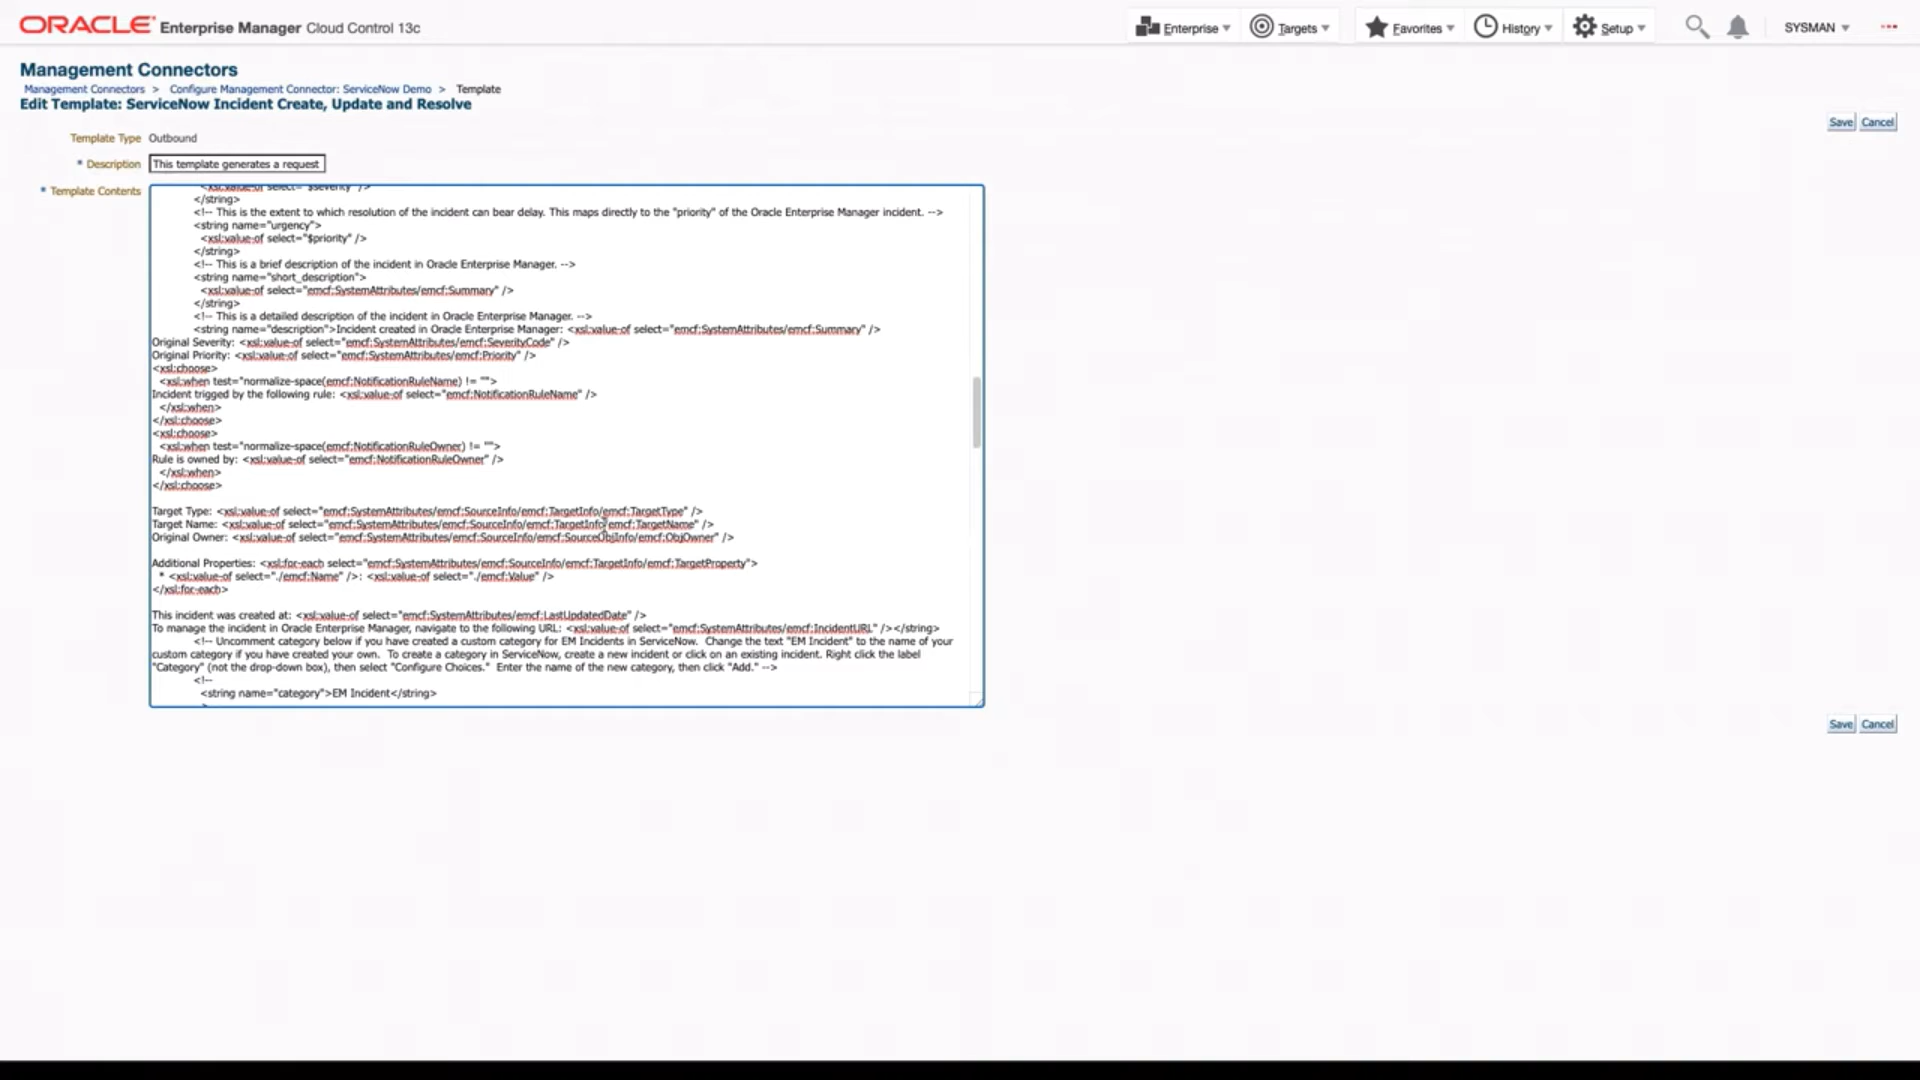 ORACLE Enterprise Manager Cloud Control 13c
Enterprise Targets Favorites History Setup SYSMAN
Management Connectors
Management Connectors > Configure Management Connector: ServiceNow Demo > Template
Edit Template: ServiceNow Incident Create, Update and Resolve
Save Cancel
Template Type Outbound
* Description This template generates a request
* Template Contents
<xsl:value-of select="$severity" />
</string>
<!-- This is the extent to which resolution of the incident can bear delay. This maps directly to the "priority" of the Oracle Enterprise Manager incident. -->
<string name="urgency">
<xsl:value-of select="$priority" />
</string>
<!-- This is a brief description of the incident in Oracle Enterprise Manager. -->
<string name="short_description">
<xsl:value-of select="emcf:SystemAttributes/emcf:Summary" />
</string>
<!-- This is a detailed description of the incident in Oracle Enterprise Manager. -->
<string name="description">Incident created in Oracle Enterprise Manager: <xsl:value-of select="emcf:SystemAttributes/emcf:Summary" />
Original Severity: <xsl:value-of select="emcf:SystemAttributes/emcf:SeverityCode" />
Original Priority: <xsl:value-of select="emcf:SystemAttributes/emcf:Priority" />
<xsl:choose>
<xsl:when test="normalize-space(emcf:NotificationRuleName) != "">
Incident trigged by the following rule: <xsl:value-of select="emcf:NotificationRuleName" />
</xsl:when>
</xsl:choose>
<xsl:choose>
<xsl:when test="normalize-space(emcf:NotificationRuleOwner) != "">
Rule is owned by: <xsl:value-of select="emcf:NotificationRuleOwner" />
</xsl:when>
</xsl:choose>
Target Type: <xsl:value-of select="emcf:SystemAttributes/emcf:SourceInfo/emcf:TargetInfo/emcf:TargetType" />
Target Name: <xsl:value-of select="emcf:SystemAttributes/emcf:SourceInfo/emcf:TargetInfo/emcf:TargetName" />
Original Owner: <xsl:value-of select="emcf:SystemAttributes/emcf:SourceInfo/emcf:SourceObjInfo/emcf:ObjOwner" />
Additional Properties: <xsl:for-each select="emcf:SystemAttributes/emcf:SourceInfo/emcf:TargetInfo/emcf:TargetProperty">
* <xsl:value-of select="./emcf:Name" />: <xsl:value-of select="./emcf:Value" />
</xsl:for-each>
This incident was created at: <xsl:value-of select="emcf:SystemAttributes/emcf:LastUpdatedDate" />
To manage the incident in Oracle Enterprise Manager, navigate to the following URL: <xsl:value-of select="emcf:SystemAttributes/emcf:IncidentURL" /></string>
<!-- Uncomment category below if you have created a custom category for EM Incidents in ServiceNow. Change the text "EM Incident" to the name of your
custom category if you have created your own. To create a category in ServiceNow, create a new incident or click on an existing incident. Right click the label
"Category" (not the drop-down box), then select "Configure Choices." Enter the name of the new category, then click "Add." -->
<!--
<string name="category">EM Incident</string>
Save Cancel